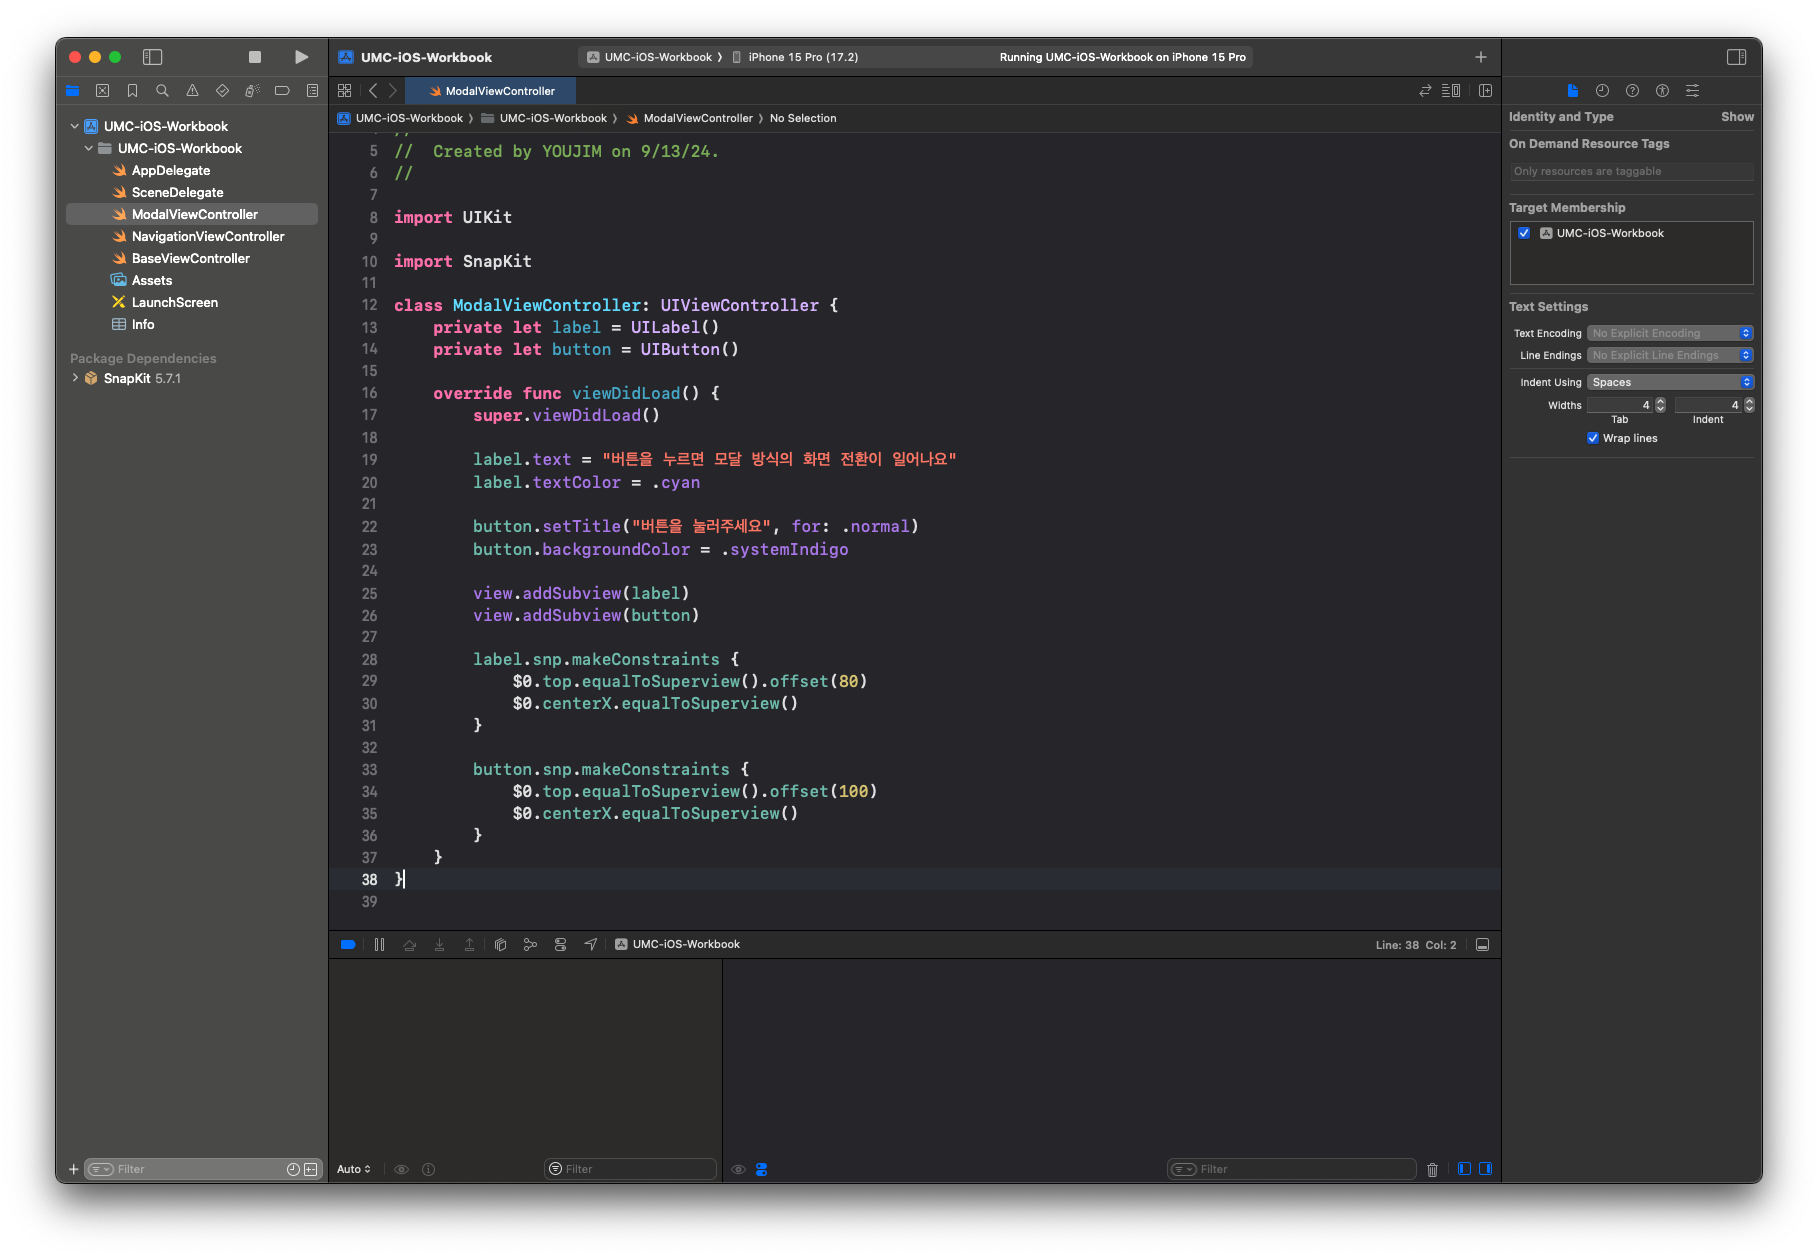 UMC-iOS-Workbook
UMC-iOS-Workbook 〉 iPhone 15 Pro (17.2)
Running UMC-iOS-Workbook on iPhone 15 Pro
ModalViewController
UMC-iOS-Workbook 〉 UMC-iOS-Workbook 〉 ModalViewController 〉 No Selection
UMC-iOS-Workbook
UMC-iOS-Workbook
AppDelegate
SceneDelegate
ModalViewController
NavigationViewController
BaseViewController
Assets
LaunchScreen
Info
Package Dependencies
SnapKit 5.7.1
Filter
5 //  Created by YOUJIM on 9/13/24.
6 //
7
8 import UIKit
9
10 import SnapKit
11
12 class ModalViewController: UIViewController {
13     private let label = UILabel()
14     private let button = UIButton()
15
16     override func viewDidLoad() {
17         super.viewDidLoad()
18
19         label.text = "버튼을 누르면 모달 방식의 화면 전환이 일어나요"
20         label.textColor = .cyan
21
22         button.setTitle("버튼을 눌러주세요", for: .normal)
23         button.backgroundColor = .systemIndigo
24
25         view.addSubview(label)
26         view.addSubview(button)
27
28         label.snp.makeConstraints {
29             $0.top.equalToSuperview().offset(80)
30             $0.centerX.equalToSuperview()
31         }
32
33         button.snp.makeConstraints {
34             $0.top.equalToSuperview().offset(100)
35             $0.centerX.equalToSuperview()
36         }
37     }
38 }
39
UMC-iOS-Workbook
Line: 38 Col: 2
Auto
Filter
Filter
Identity and Type
Show
On Demand Resource Tags
Only resources are taggable
Target Membership
UMC-iOS-Workbook
Text Settings
Text Encoding No Explicit Encoding
Line Endings No Explicit Line Endings
Indent Using Spaces
Widths 4 4
Tab Indent
Wrap lines